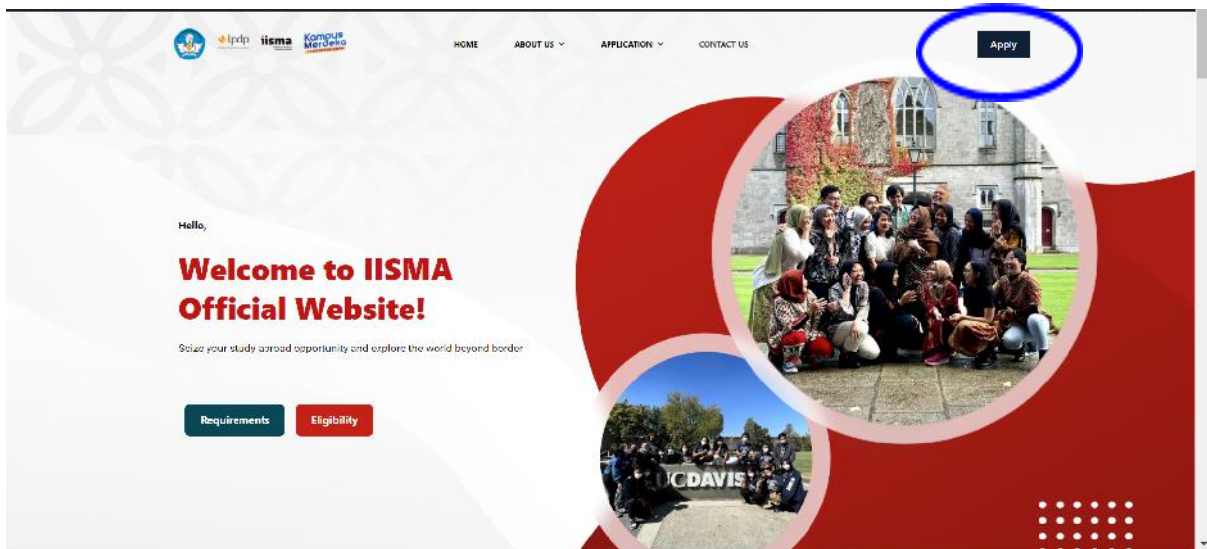 lpdp iisma Kampus Merdeka
HOME ABOUT US APPLICATION CONTACT US Apply
Hello,
Welcome to IISMA
Official Website!
Seize your study abroad opportunity and explore the world beyond border
Requirements Eligibility
UCDAVIS